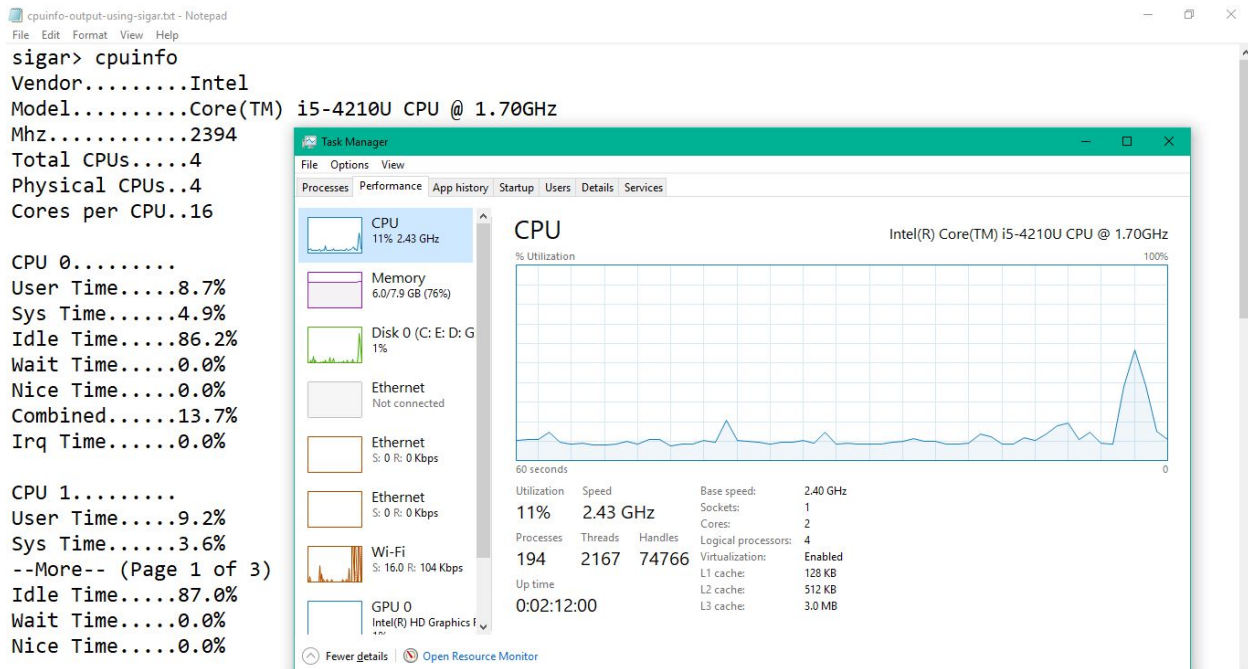 cpuinfo-output-using-sigar.txt - Notepad
File Edit Format View Help
sigar> cpuinfo
Vendor.........Intel
Model..........Core(TM) i5-4210U CPU @ 1.70GHz
Mhz............2394
Total CPUs.....4
Physical CPUs..4
Cores per CPU..16
CPU 0.........
User Time.....8.7%
Sys Time......4.9%
Idle Time.....86.2%
Wait Time.....0.0%
Nice Time.....0.0%
Combined......13.7%
Irq Time......0.0%
CPU 1.........
User Time.....9.2%
Sys Time......3.6%
--More-- (Page 1 of 3)
Idle Time.....87.0%
Wait Time.....0.0%
Nice Time.....0.0%
Task Manager
File Options View
Processes Performance App history Startup Users Details Services
CPU
11% 2.43 GHz
Memory
6.0/7.9 GB (76%)
Disk 0 (C: E: D: G
1%
Ethernet
Not connected
Ethernet
S: 0 R: 0 Kbps
Ethernet
S: 0 R: 0 Kbps
Wi-Fi
S: 16.0 R: 104 Kbps
GPU 0
Intel(R) HD Graphics F
CPU
Intel(R) Core(TM) i5-4210U CPU @ 1.70GHz
% Utilization 100%
60 seconds 0
Utilization Speed
11% 2.43 GHz
Processes Threads Handles
194 2167 74766
Up time
0:02:12:00
Base speed: 2.40 GHz
Sockets: 1
Cores: 2
Logical processors: 4
Virtualization: Enabled
L1 cache: 128 KB
L2 cache: 512 KB
L3 cache: 3.0 MB
Fewer details Open Resource Monitor